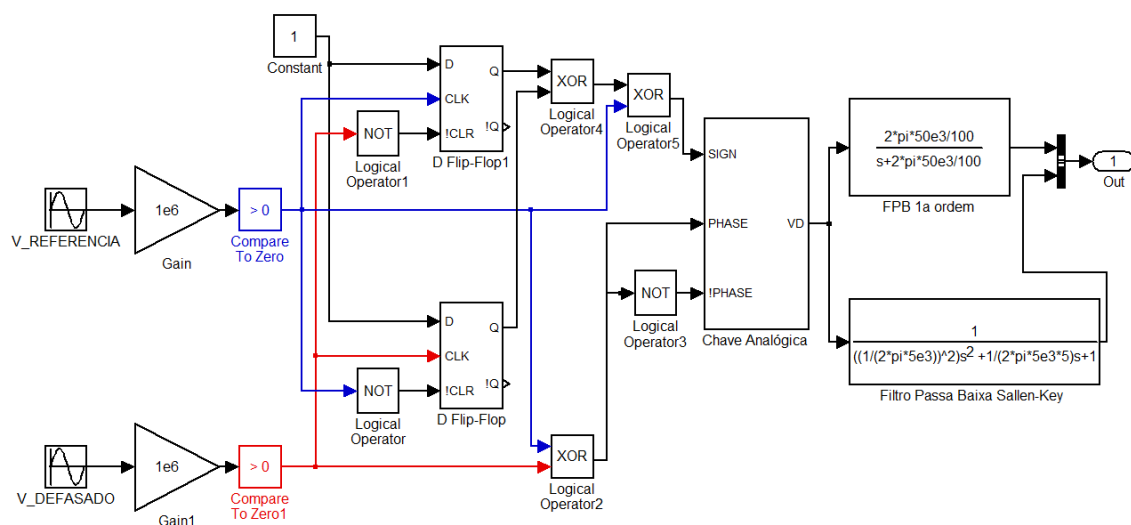 1
Constant
D
CLK
!CLR
Q
!Q
D Flip-Flop1
NOT
Logical
Operator1
XOR
Logical
Operator4
XOR
Logical
Operator5
V_REFERENCIA
1e6
Gain
> 0
Compare
To Zero
SIGN
PHASE
!PHASE
VD
Chave Analógica
2*pi*50e3/100
s+2*pi*50e3/100
FPB 1a ordem
1
Out
D
CLK
!CLR
Q
!Q
D Flip-Flop
NOT
Logical
Operator
NOT
Logical
Operator3
1
((1/(2*pi*5e3))^2)s2 +1/(2*pi*5e3*5)s+1
Filtro Passa Baixa Sallen-Key
V_DEFASADO
1e6
Gain1
> 0
Compare
To Zero1
XOR
Logical
Operator2